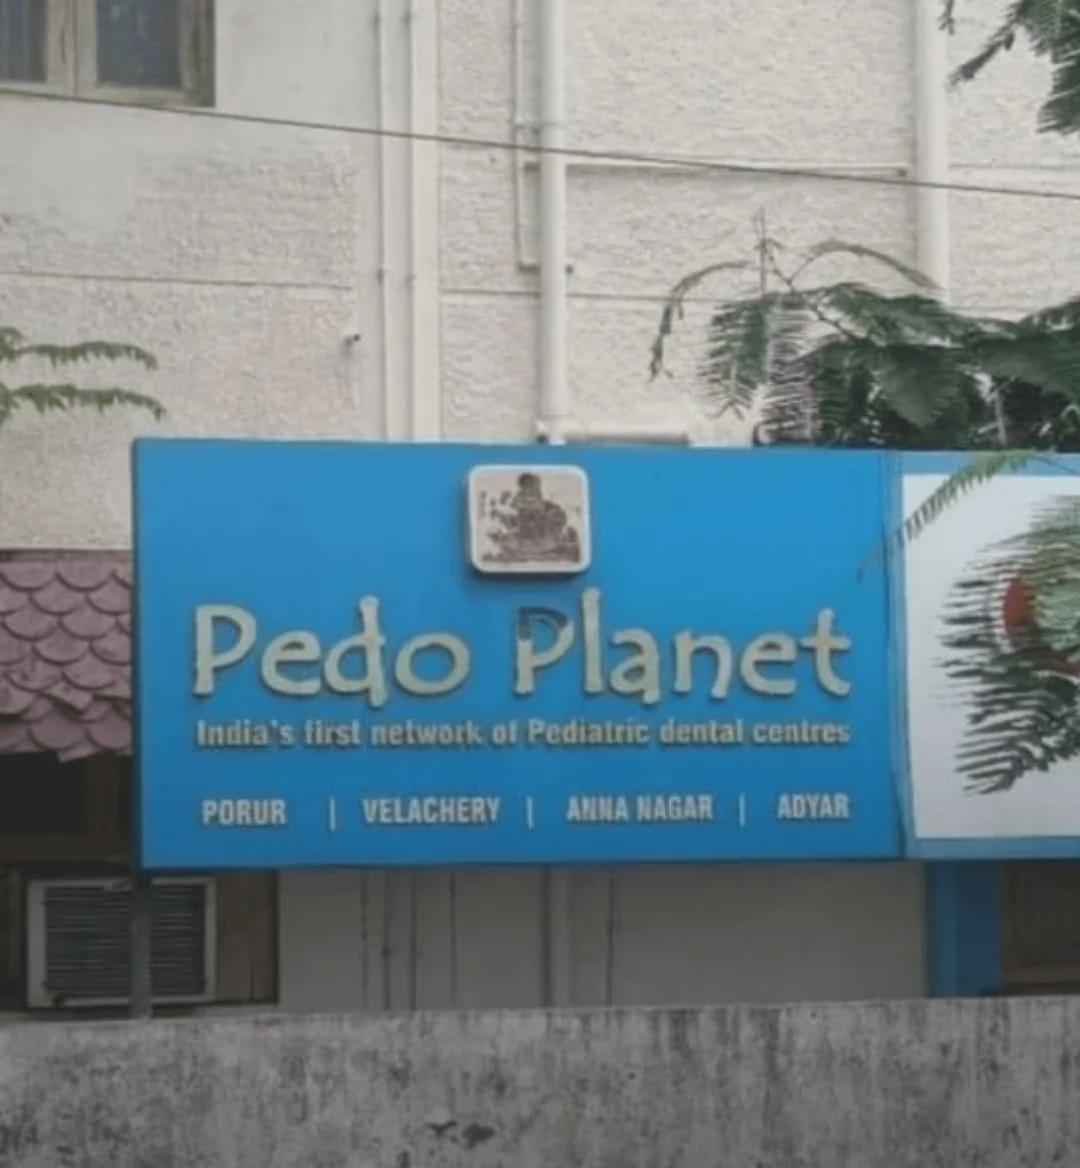 Pedo Planet
India's first network of Pediatric dental centres
PORUR | VELACHERY | ANNA NAGAR | ADYAR